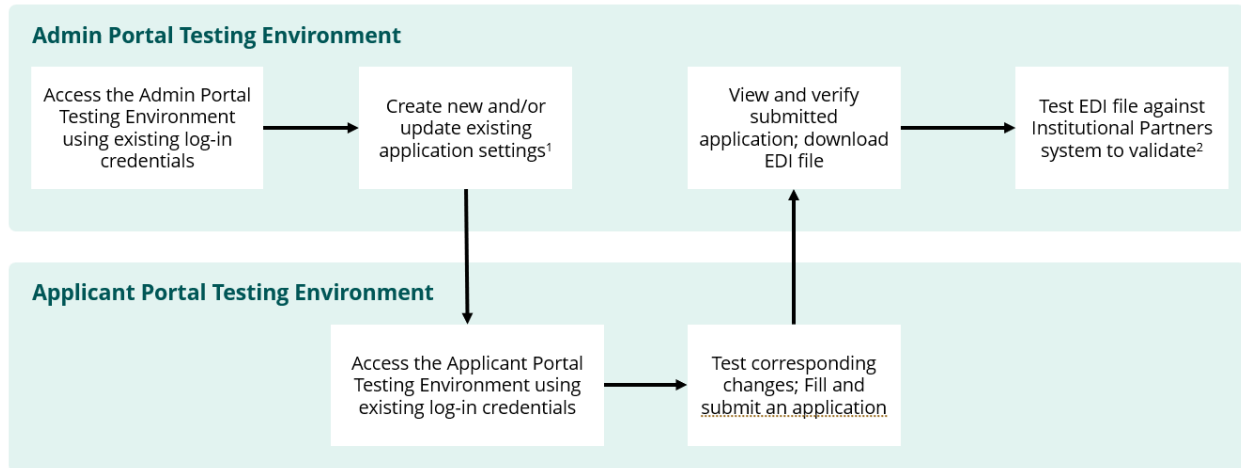 Admin Portal Testing Environment
Access the Admin Portal
Testing Environment
using existing log-in
credentials
Create new and/or
update existing
application settings¹
View and verify
submitted
application; download
EDI file
Test EDI file against
Institutional Partners
system to validate²
Applicant Portal Testing Environment
Access the Applicant Portal
Testing Environment using
existing log-in credentials
Test corresponding
changes; Fill and
submit an application